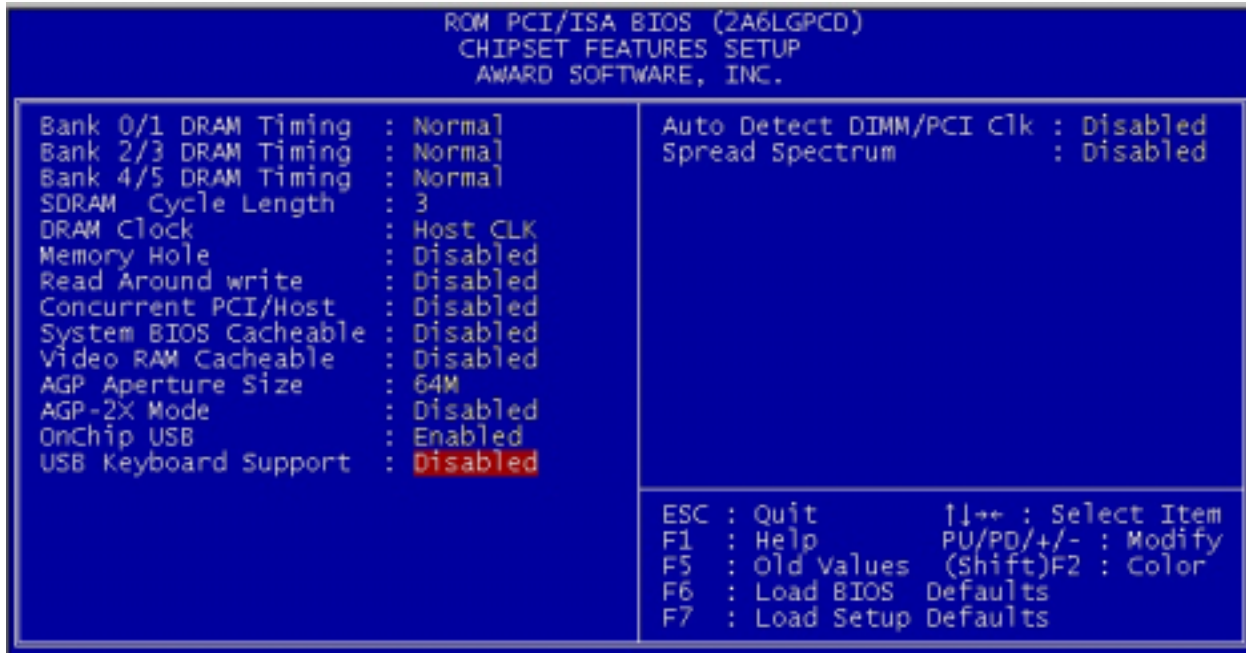 ROM PCI/ISA BIOS (2A6LGPCD)
CHIPSET FEATURES SETUP
AWARD SOFTWARE, INC.
Bank 0/1 DRAM Timing : Normal
Bank 2/3 DRAM Timing : Normal
Bank 4/5 DRAM Timing : Normal
SDRAM Cycle Length : 3
DRAM Clock : Host CLK
Memory Hole : Disabled
Read Around write : Disabled
Concurrent PCI/Host : Disabled
System BIOS Cacheable : Disabled
Video RAM Cacheable : Disabled
AGP Aperture Size : 64M
AGP-2X Mode : Disabled
OnChip USB : Enabled
USB Keyboard Support : Disabled
Auto Detect DIMM/PCI Clk : Disabled
Spread Spectrum : Disabled
ESC : Quit ↑↓→← : Select Item
F1 : Help PU/PD/+/- : Modify
F5 : Old Values (Shift)F2 : Color
F6 : Load BIOS Defaults
F7 : Load Setup Defaults